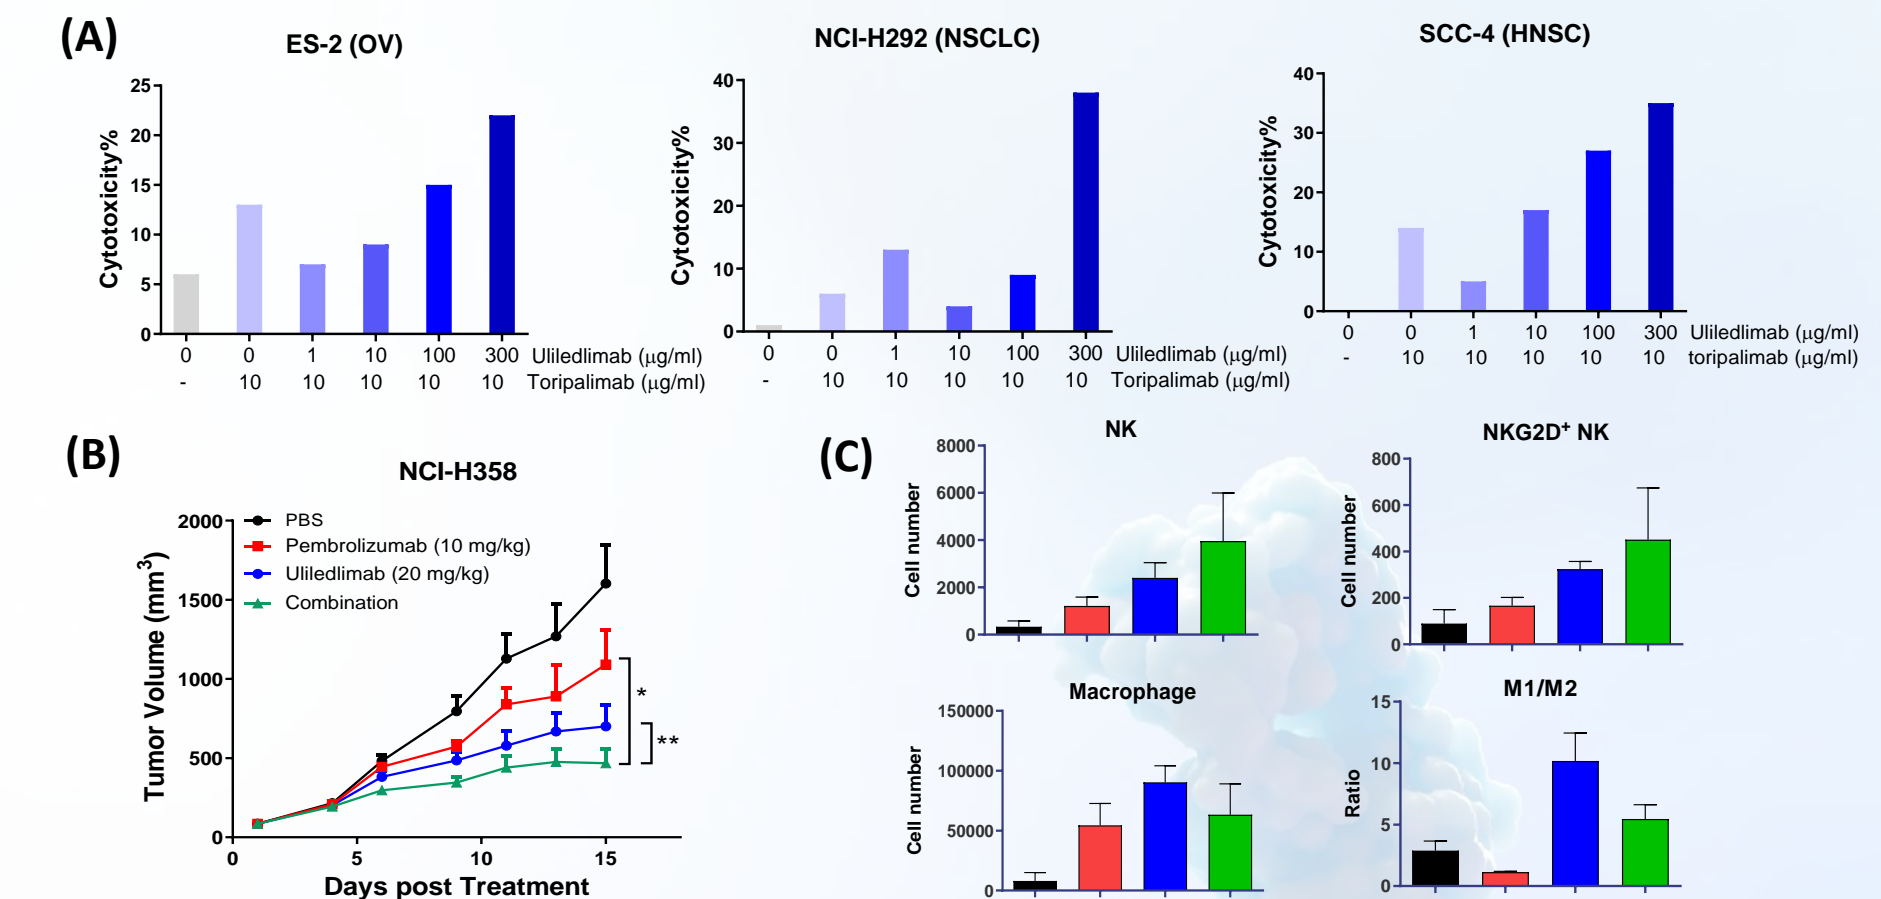 (A)
ES-2 (OV)
Cytotoxicity%
25
20
15
10
5
0
0 0 1 10 100 300 Uliledlimab (μg/ml)
- 10 10 10 10 10 Toripalimab (μg/ml)
NCI-H292 (NSCLC)
Cytotoxicity%
40
30
20
10
0
0 0 1 10 100 300 Uliledlimab (μg/ml)
- 10 10 10 10 10 Toripalimab (μg/ml)
SCC-4 (HNSC)
Cytotoxicity%
40
30
20
10
0
0 0 1 10 100 300 Uliledlimab (μg/ml)
- 10 10 10 10 10 toripalimab (μg/ml)
(B)
NCI-H358
Tumor Volume (mm³)
2000
1500
1000
500
0
PBS
Pembrolizumab (10 mg/kg)
Uliledlimab (20 mg/kg)
Combination
*
**
0 5 10 15
Days post Treatment
(C)
NK
Cell number
8000
6000
4000
2000
0
NKG2D⁺ NK
Cell number
800
600
400
200
0
Macrophage
Cell number
150000
100000
50000
0
M1/M2
Ratio
15
10
5
0